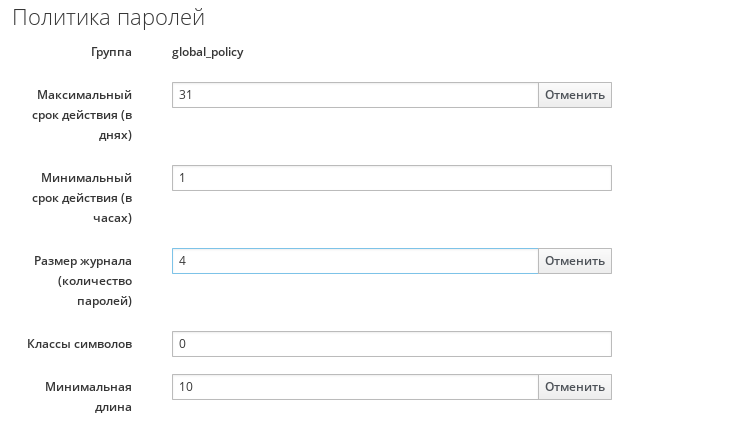 Политика паролей
Группа global_policy
Максимальный 31 Отменить
срок действия (в
днях)
Минимальный 1
срок действия (в
часах)
Размер журнала 4 Отменить
(количество
паролей)
Классы символов 0
Минимальная 10 Отменить
длина